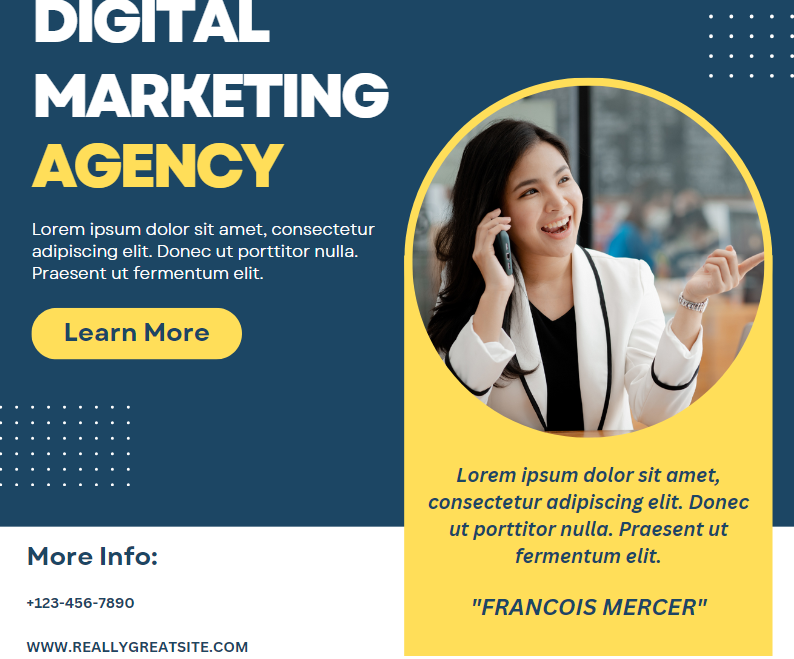 DIGITAL
MARKETING
AGENCY
Lorem ipsum dolor sit amet, consectetur
adipiscing elit. Donec ut porttitor nulla.
Praesent ut fermentum elit.
Learn More
Lorem ipsum dolor sit amet,
consectetur adipiscing elit. Donec
ut porttitor nulla. Praesent ut
fermentum elit.
"FRANCOIS MERCER"
More Info:
+123-456-7890
WWW.REALLYGREATSITE.COM